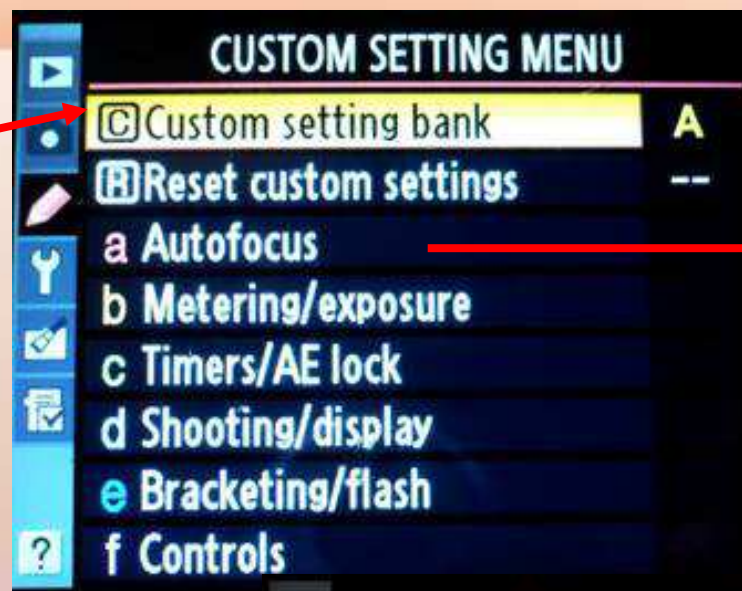 CUSTOM SETTING MENU
C Custom setting bank A
R Reset custom settings --
a Autofocus
b Metering/exposure
c Timers/AE lock
d Shooting/display
e Bracketing/flash
f Controls
?